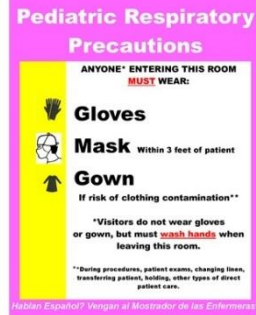 Pediatric Respiratory
Precautions
ANYONE* ENTERING THIS ROOM
MUST WEAR:
Gloves
Mask Within 3 feet of patient
Gown
If risk of clothing contamination**
*Visitors do not wear gloves
or gown, but must wash hands when
leaving this room.
**During procedures, patient exams, changing linen,
transferring patient, holding, other types of direct
patient care.
Hablan Español? Vengan al Mostrador de las Enfermeras